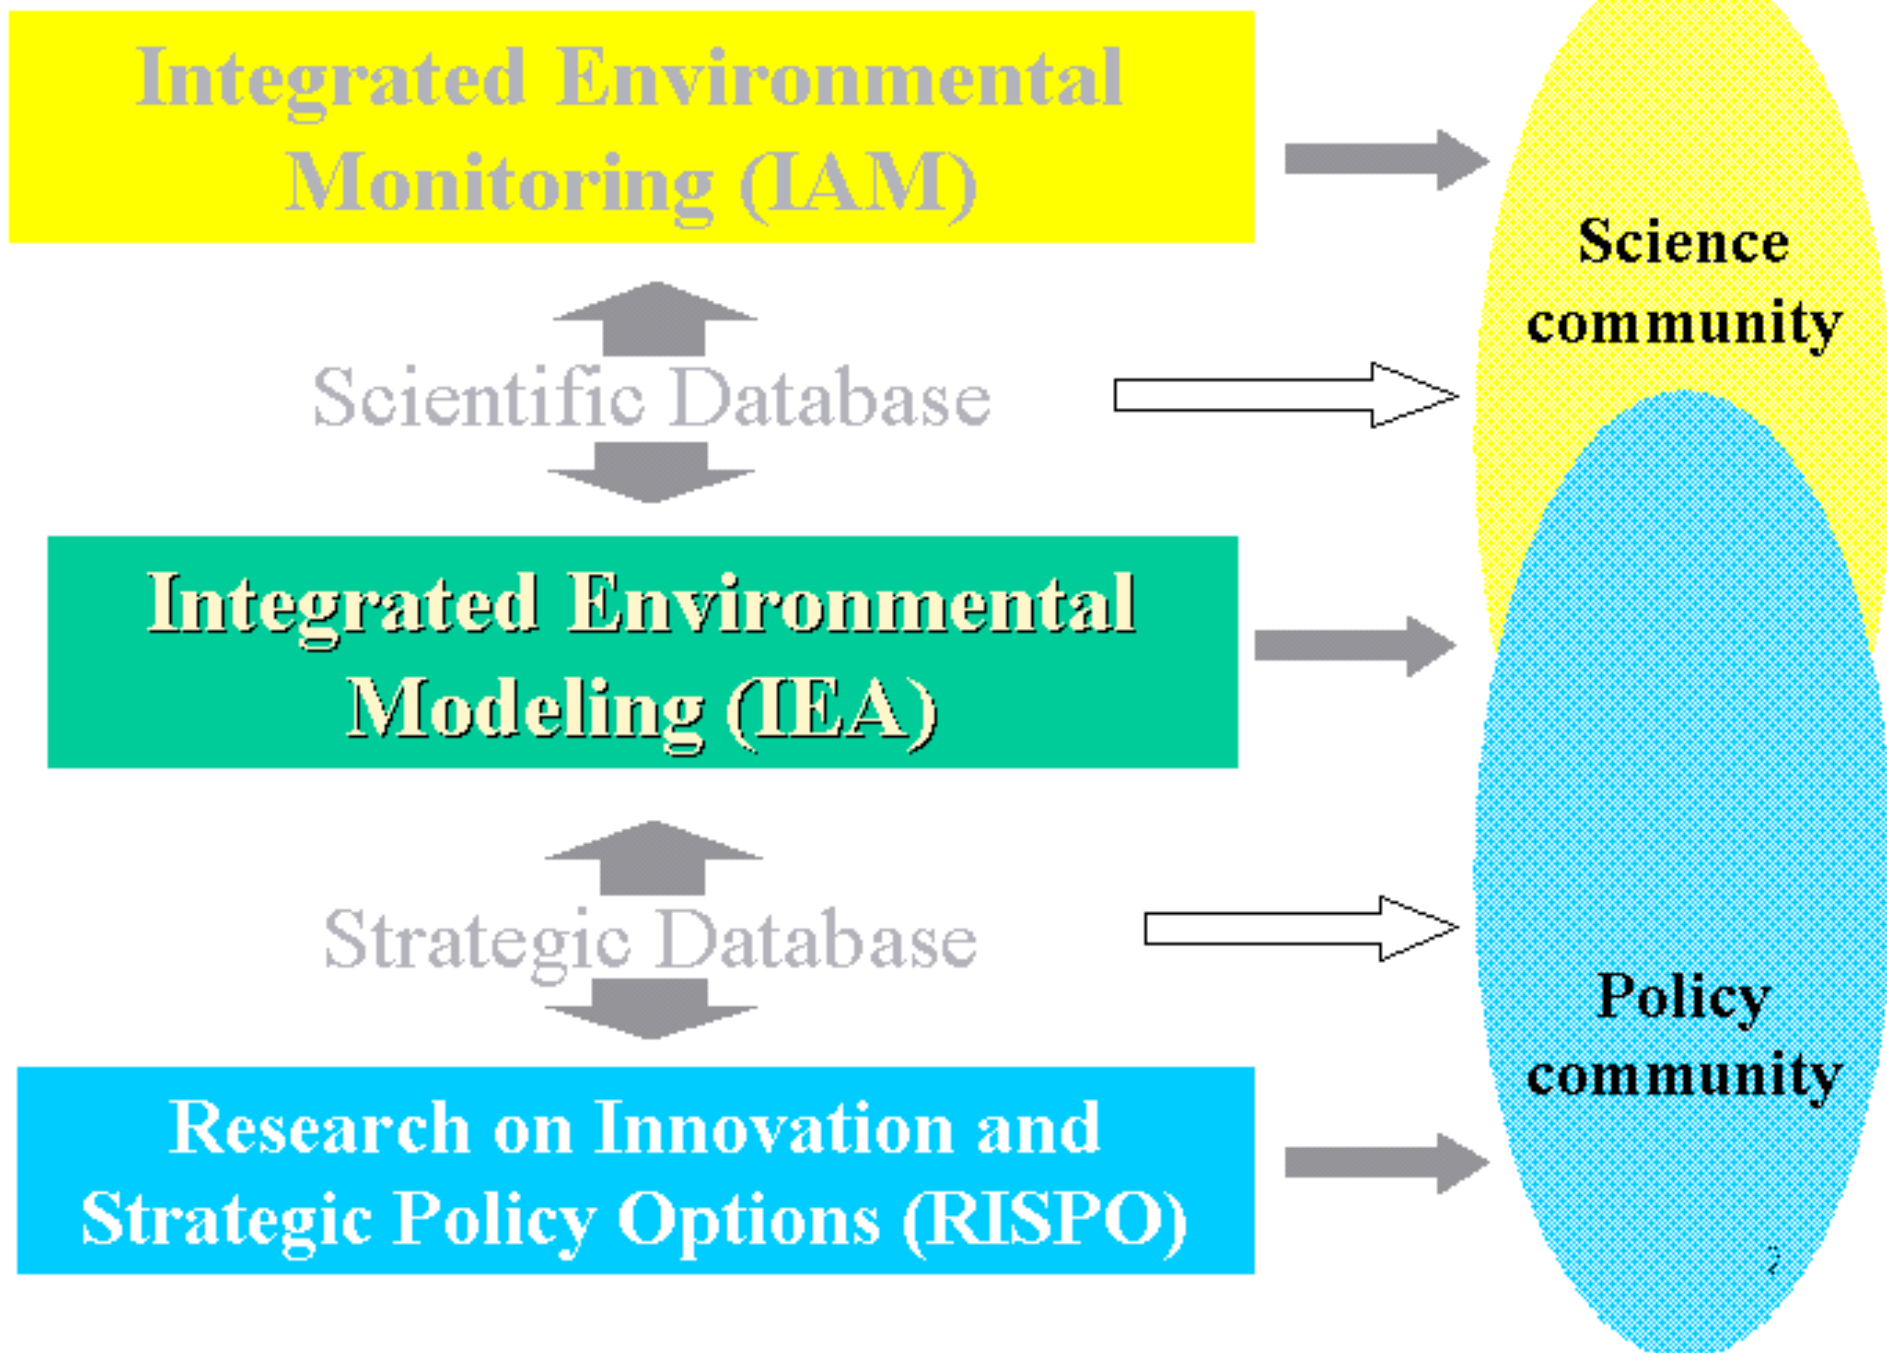 Integrated Environmental
Monitoring (IAM)
Science
community
Scientific Database
Integrated Environmental
Modeling (IEA)
Strategic Database
Policy
community
Research on Innovation and
Strategic Policy Options (RISPO)
2